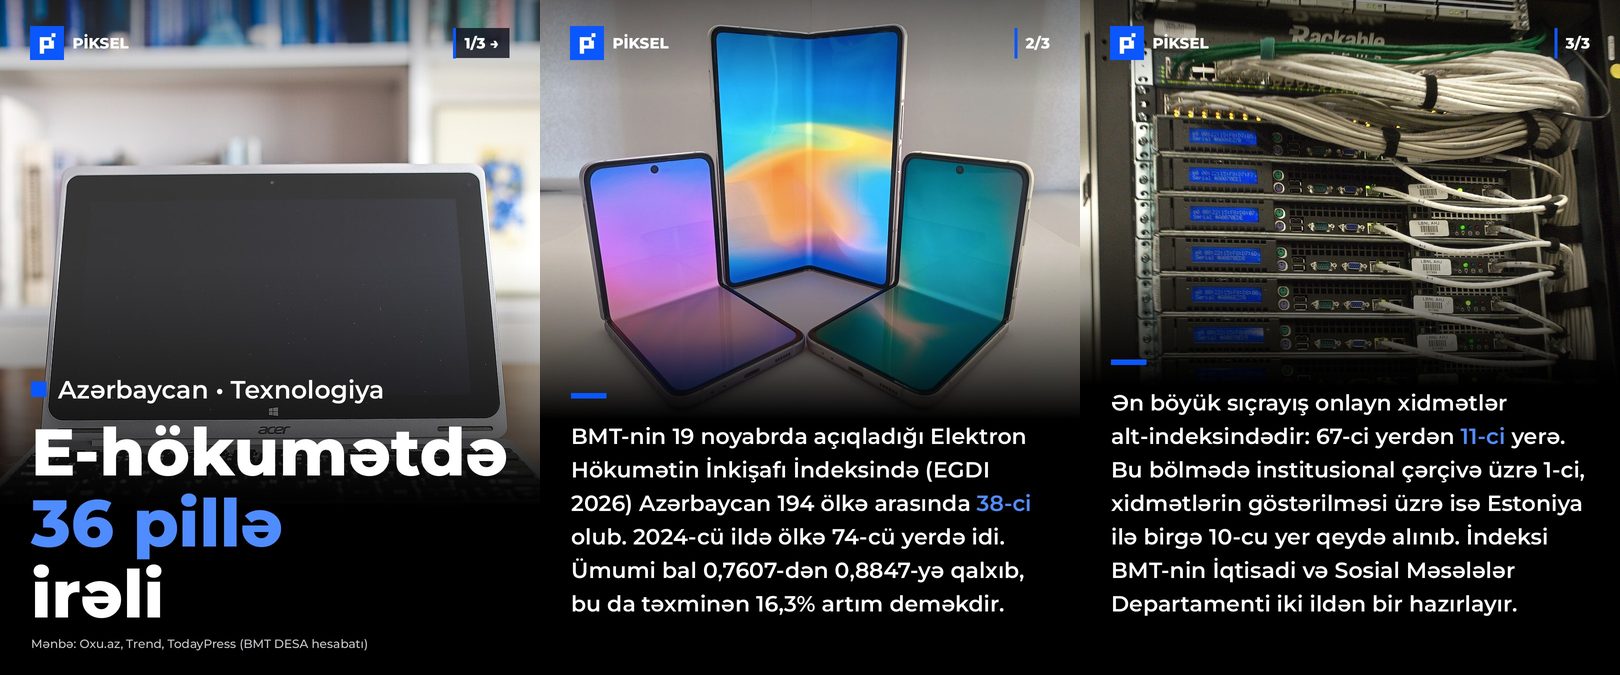 PİKSEL
1/3 →
acer
Azərbaycan • Texnologiya
E-hökumətdə
36 pillə
irəli
Mənbə: Oxu.az, Trend, TodayPress (BMT DESA hesabatı)
PİKSEL
2/3
BMT-nin 19 noyabrda açıqladığı Elektron
Hökumətin İnkişafı İndeksində (EGDI
2026) Azərbaycan 194 ölkə arasında 38-ci
olub. 2024-cü ildə ölkə 74-cü yerdə idi.
Ümumi bal 0,7607-dən 0,8847-yə qalxıb,
bu da təxminən 16,3% artım deməkdir.
PİKSEL
3/3
Rackable
Ən böyük sıçrayış onlayn xidmətlər
alt-indeksindədir: 67-ci yerdən 11-ci yerə.
Bu bölmədə institusional çərçivə üzrə 1-ci,
xidmətlərin göstərilməsi üzrə isə Estoniya
ilə birgə 10-cu yer qeydə alınıb. İndeksi
BMT-nin İqtisadi və Sosial Məsələlər
Departamenti iki ildən bir hazırlayır.